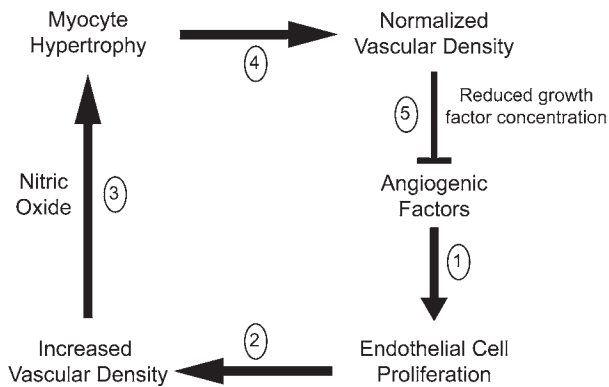 Myocyte
Hypertrophy
4
Normalized
Vascular Density
5
Reduced growth
factor concentration
Angiogenic
Factors
1
Endothelial Cell
Proliferation
2
Increased
Vascular Density
Nitric
Oxide
3